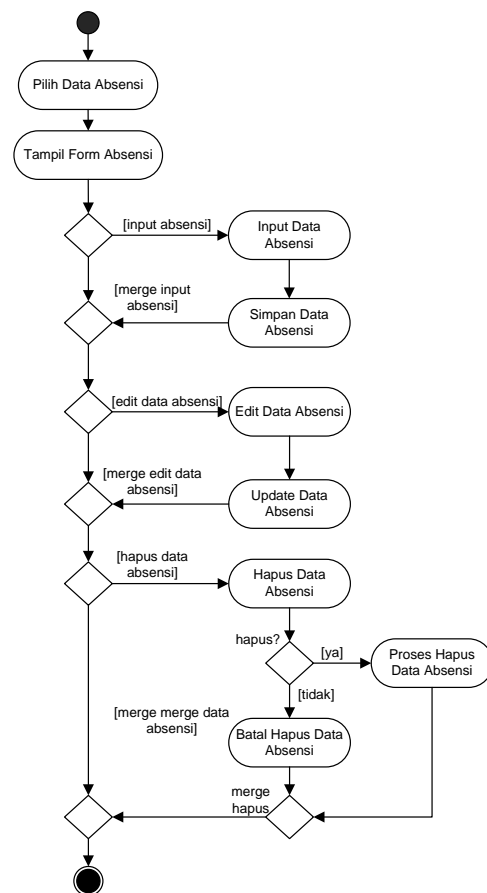 Pilih Data Absensi
Tampil Form Absensi
[input absensi]
Input Data
Absensi
[merge input
absensi]
Simpan Data
Absensi
[edit data absensi]
Edit Data Absensi
[merge edit data
absensi]
Update Data
Absensi
[hapus data
absensi]
Hapus Data
Absensi
hapus?
[ya]
Proses Hapus
Data Absensi
[tidak]
[merge merge data
absensi]
Batal Hapus Data
Absensi
merge
hapus